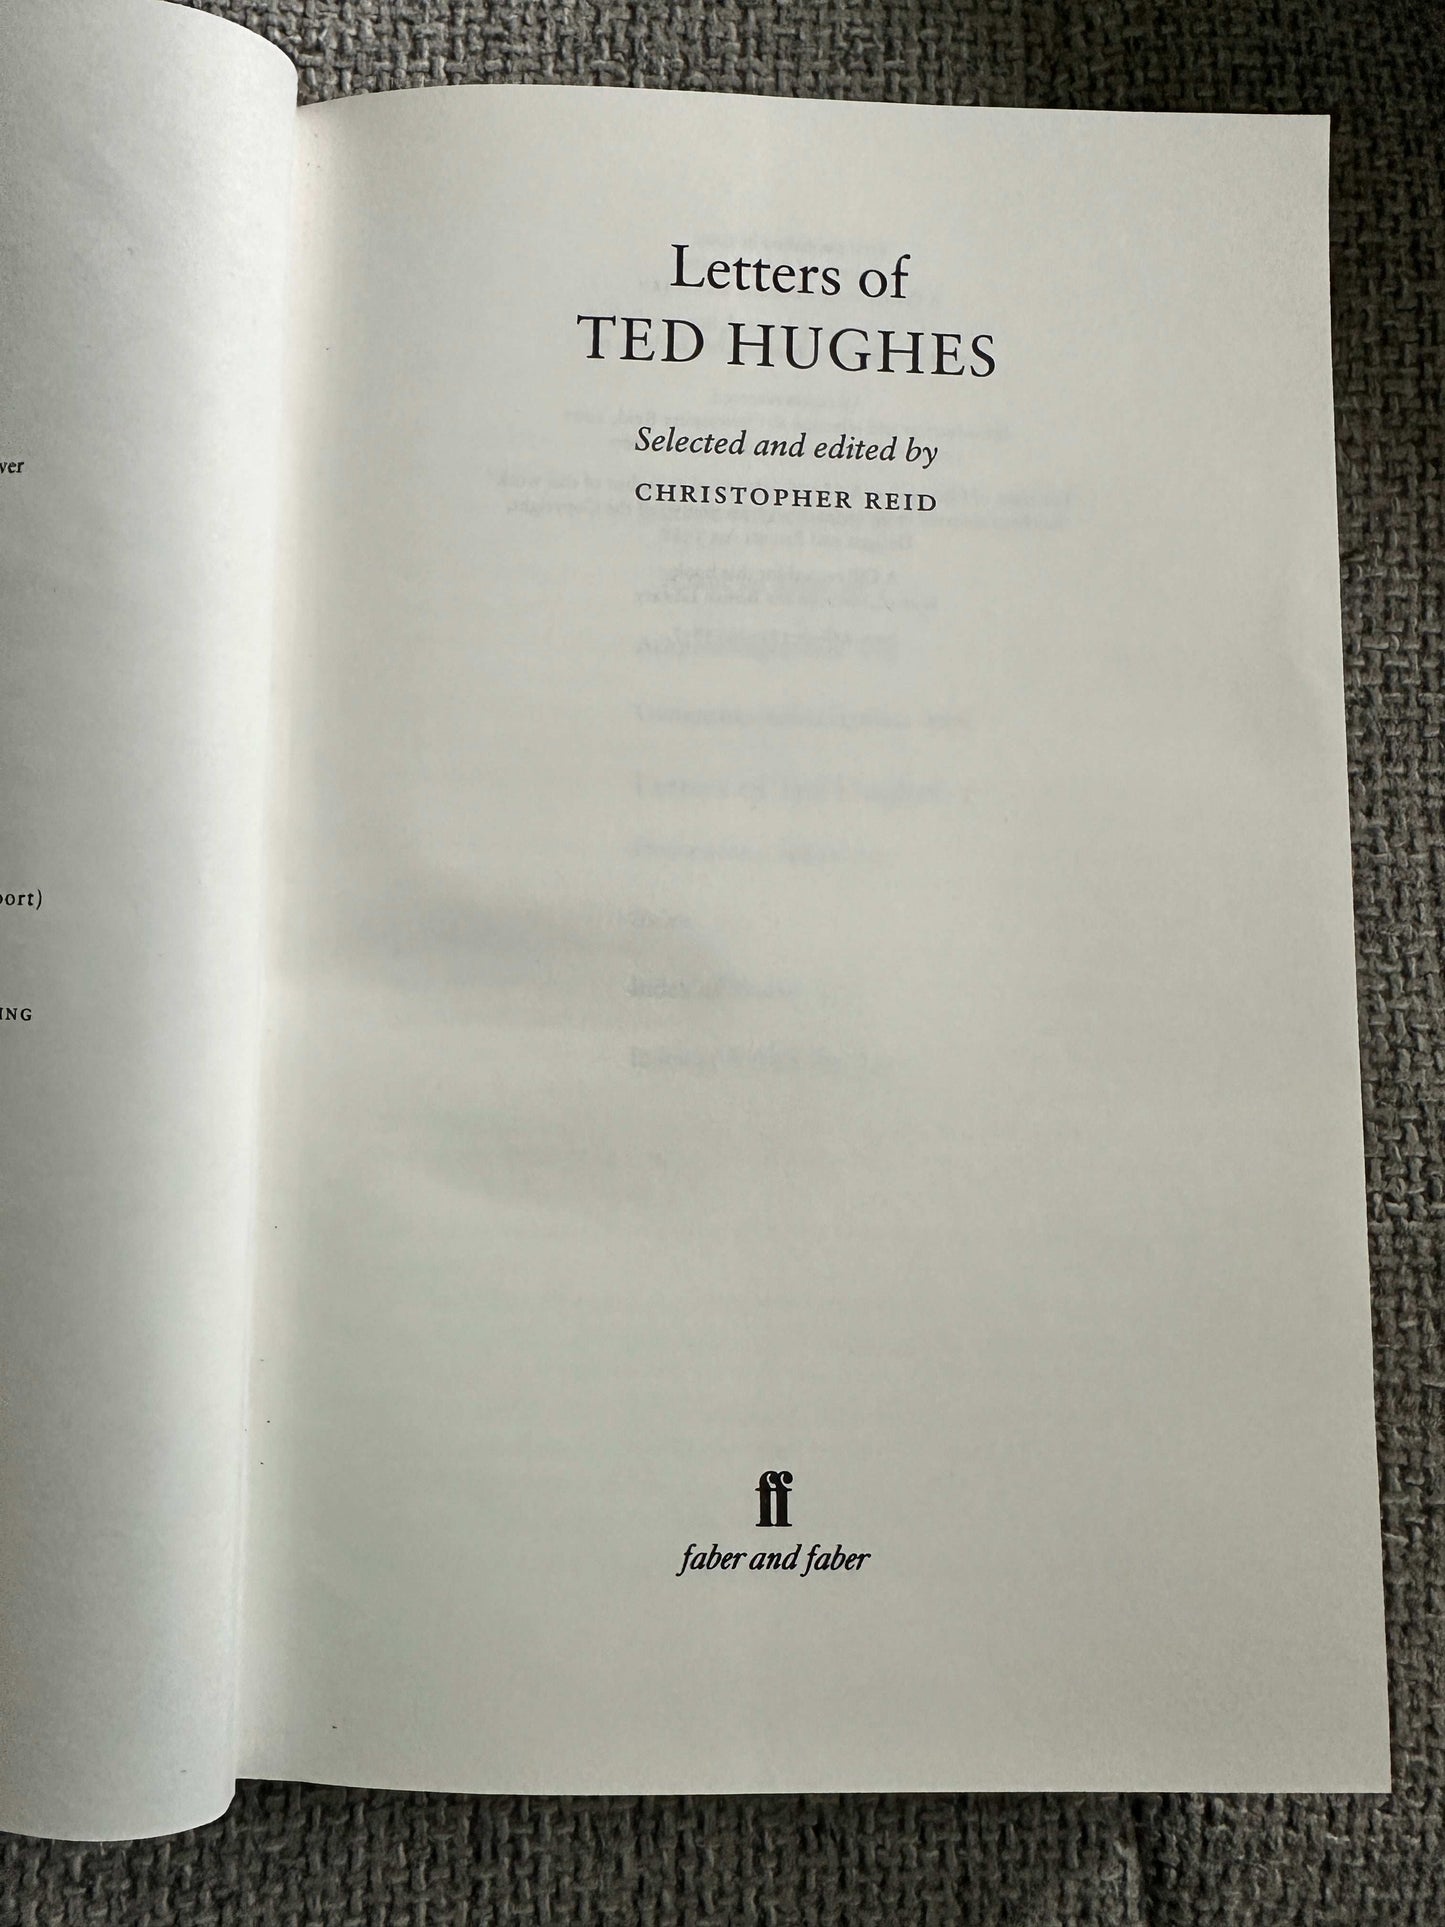 Letters of
TED HUGHES
Selected and edited by
CHRISTOPHER REID
ff
faber and faber